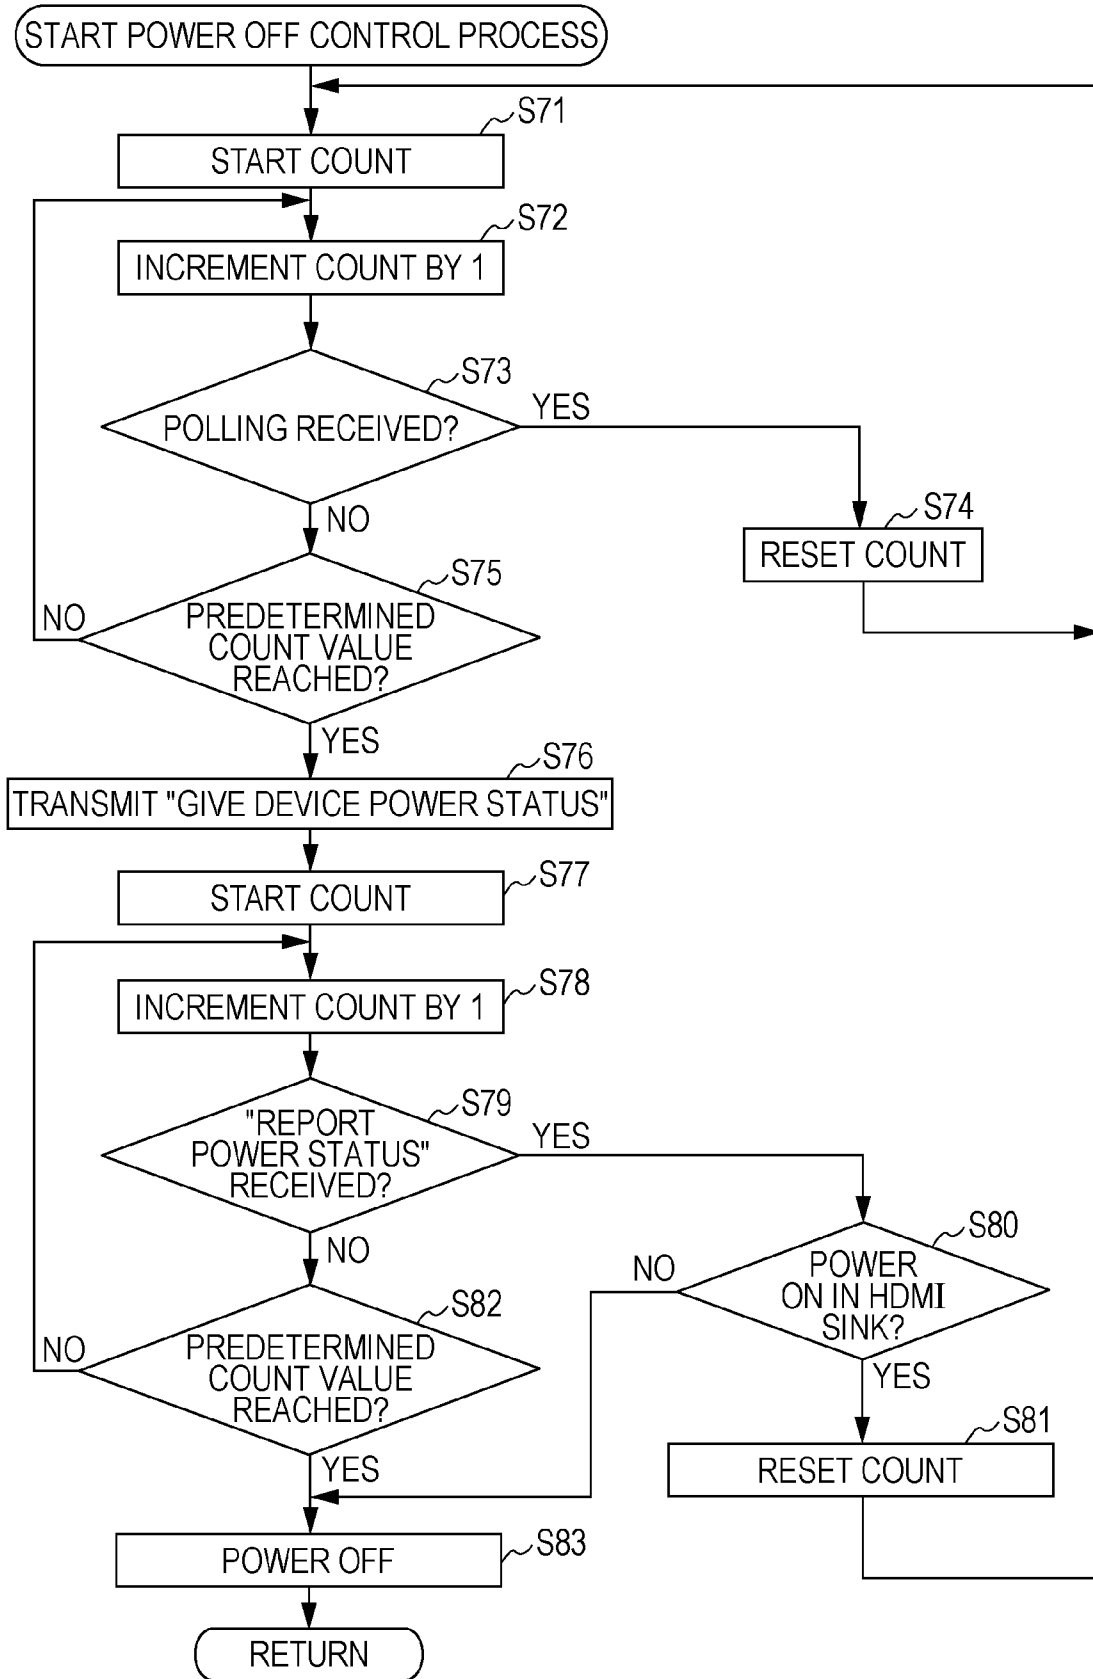 START POWER OFF CONTROL PROCESS
S71
START COUNT
S72
INCREMENT COUNT BY 1
S73
POLLING RECEIVED?
YES
NO
S74
RESET COUNT
S75
PREDETERMINED
COUNT VALUE
REACHED?
NO
YES
S76
TRANSMIT "GIVE DEVICE POWER STATUS"
S77
START COUNT
S78
INCREMENT COUNT BY 1
S79
"REPORT
POWER STATUS"
RECEIVED?
YES
NO
S80
POWER
ON IN HDMI
SINK?
NO
YES
S81
RESET COUNT
S82
PREDETERMINED
COUNT VALUE
REACHED?
NO
YES
S83
POWER OFF
RETURN